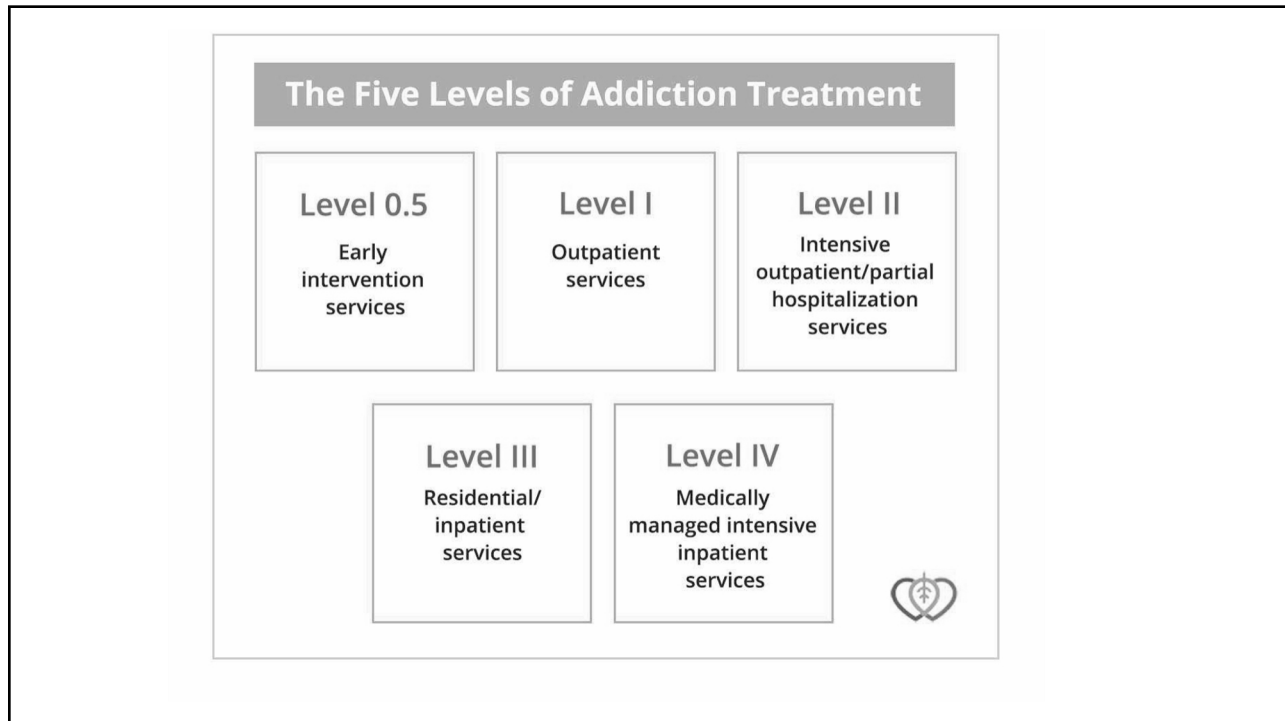 The Five Levels of Addiction Treatment
Level 0.5
Early
intervention
services
Level I
Outpatient
services
Level II
Intensive
outpatient/partial
hospitalization
services
Level III
Residential/
inpatient
services
Level IV
Medically
managed intensive
inpatient
services